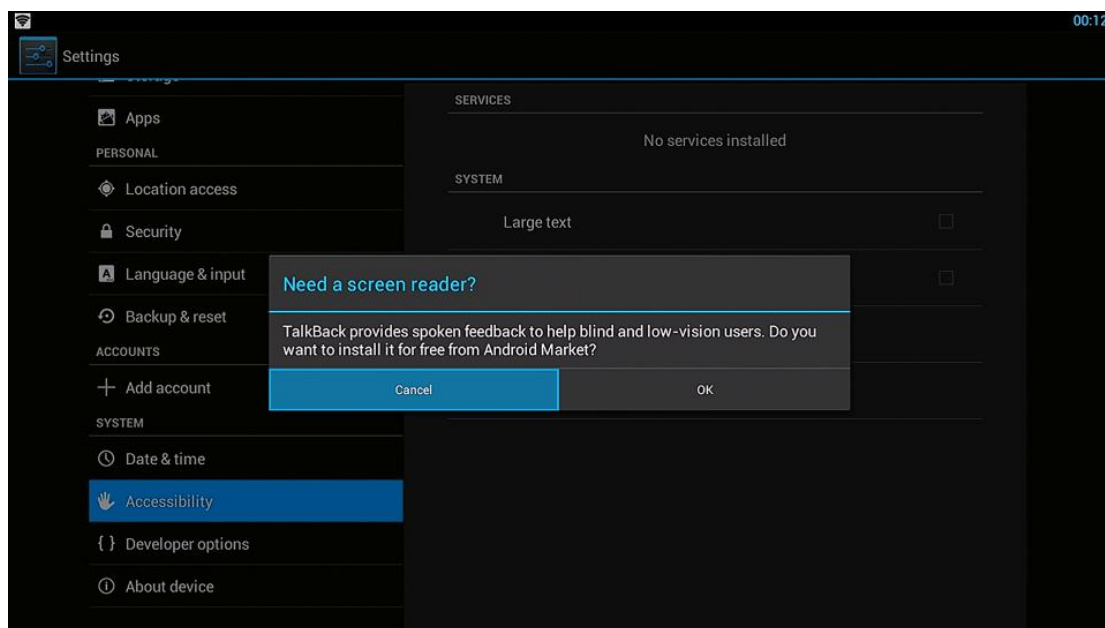 00:12
Settings
Storage
Apps
PERSONAL
Location access
Security
Language & input
Backup & reset
ACCOUNTS
Add account
SYSTEM
Date & time
Accessibility
{ } Developer options
About device
SERVICES
No services installed
SYSTEM
Large text
Need a screen reader?
TalkBack provides spoken feedback to help blind and low-vision users. Do you
want to install it for free from Android Market?
Cancel
OK